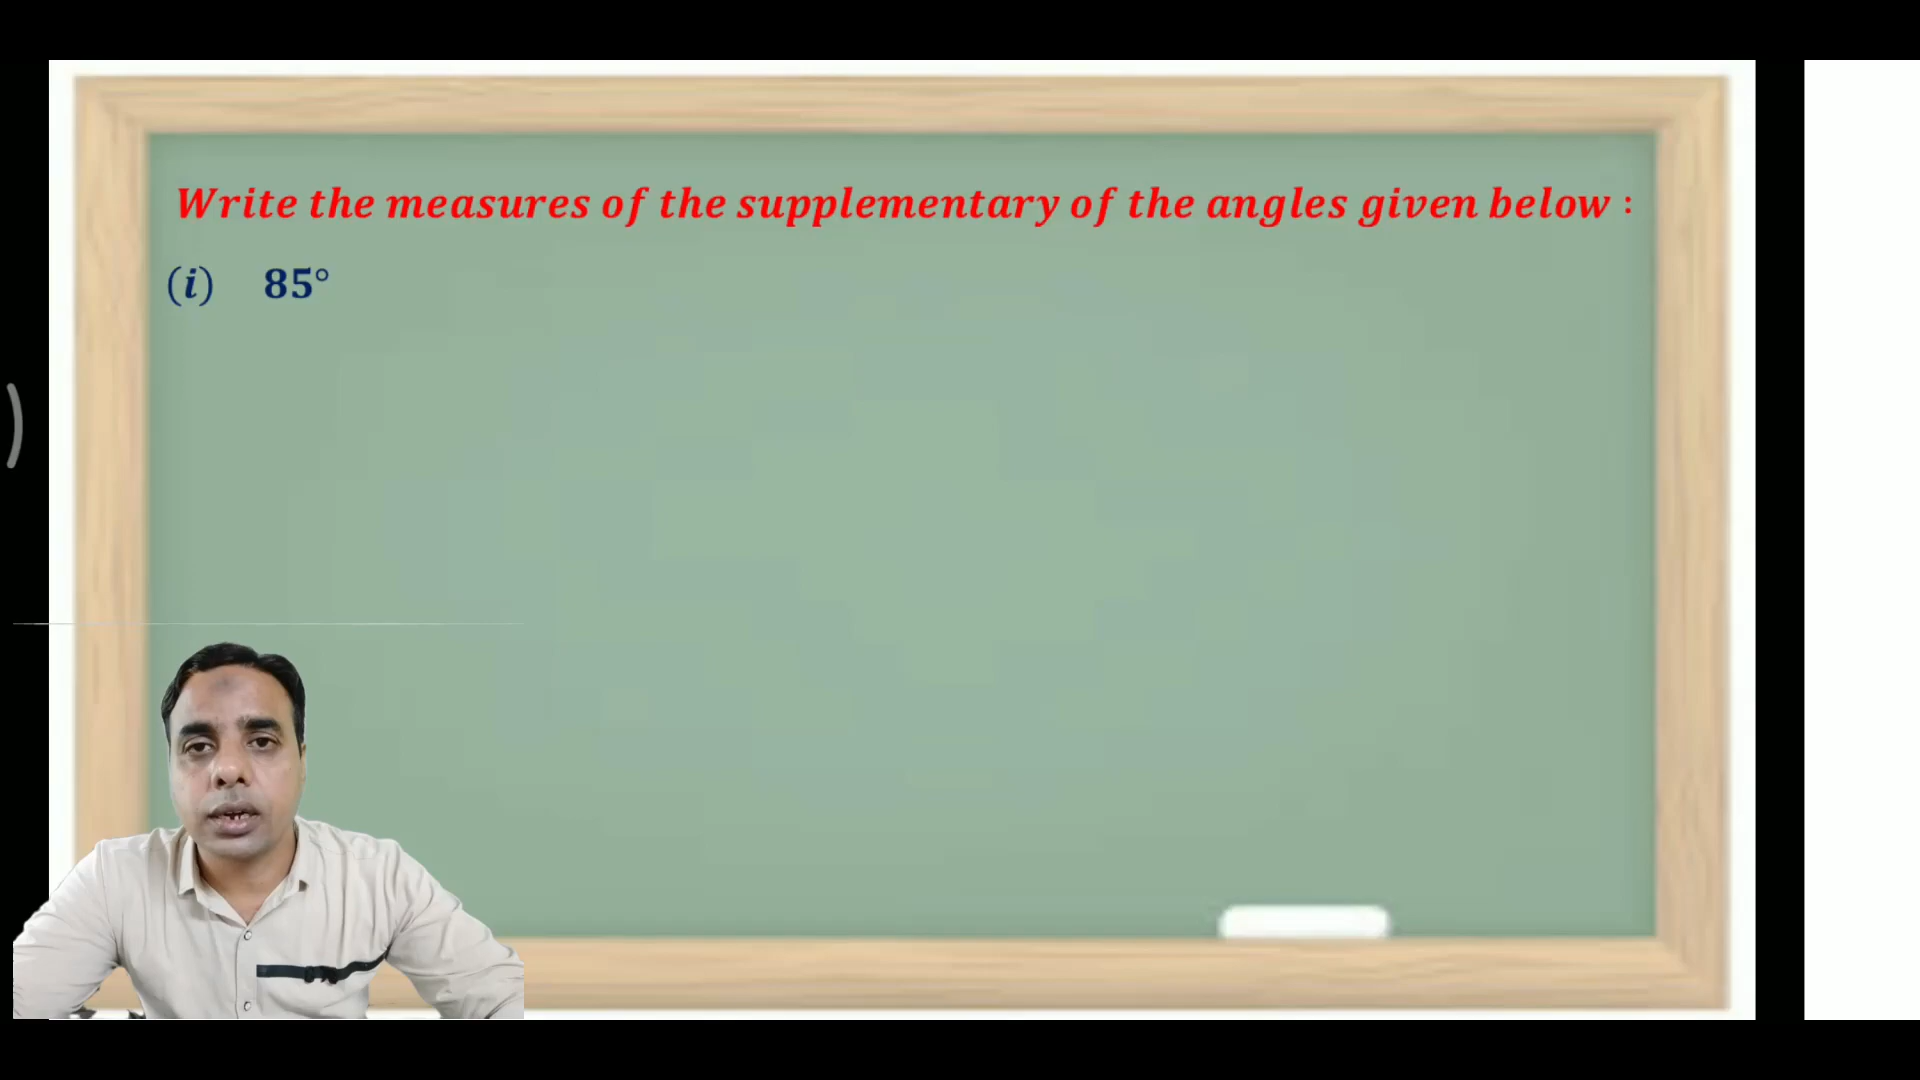 Write the measures of the supplementary of the angles given below :
(i) 85°